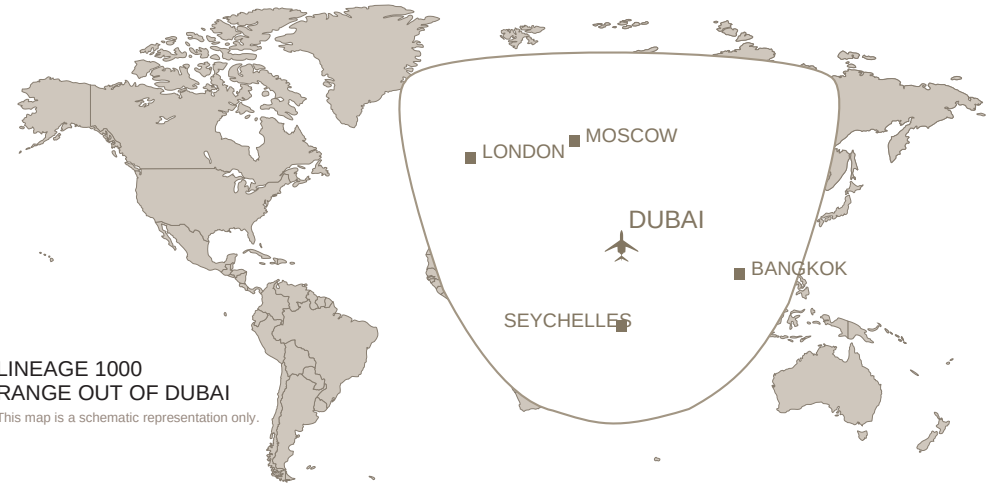 MOSCOW
LONDON
DUBAI
BANGKOK
SEYCHELLES
LINEAGE 1000
RANGE OUT OF DUBAI
This map is a schematic representation only.